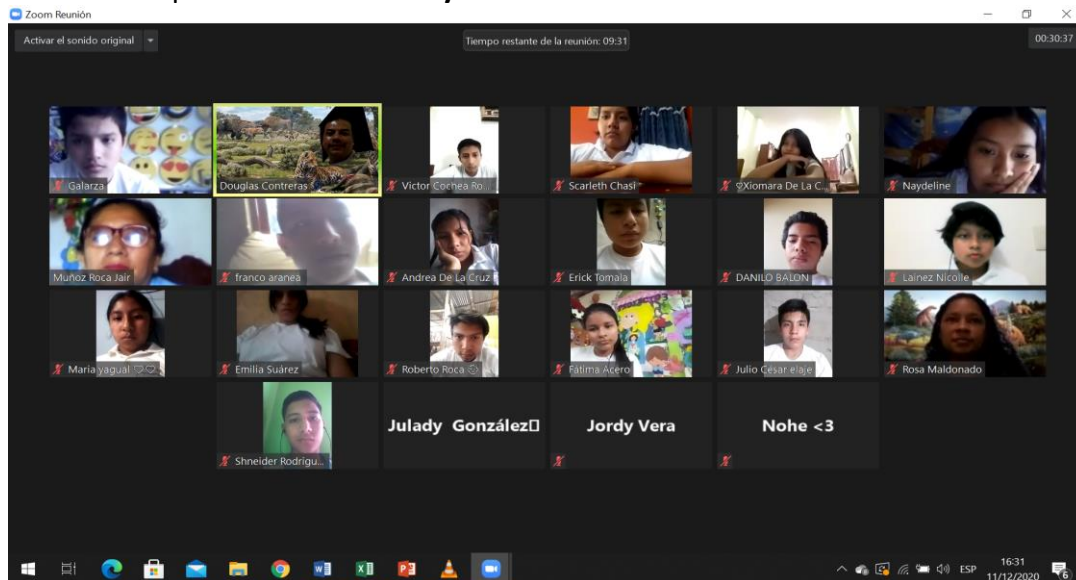 Zoom Reunión
Activar el sonido original
Tiempo restante de la reunión: 09:31
00:30:37
Galarza
Douglas Contreras
Victor Cochea Ro...
Scarleth Chasi
Xiomara De La C...
Naydeline
Muñoz Roca Jair
franco aranea
Andrea De La Cruz
Erick Tomala
DANILO BALON
Lainez Nicolle
Maria yagual
Emilia Suárez
Roberto Roca
Fátima Acero
Julio César elaje
Rosa Maldonado
Shneider Rodrigu...
Julady González
Jordy Vera
Nohe <3
ESP
16:31
11/12/2020
6